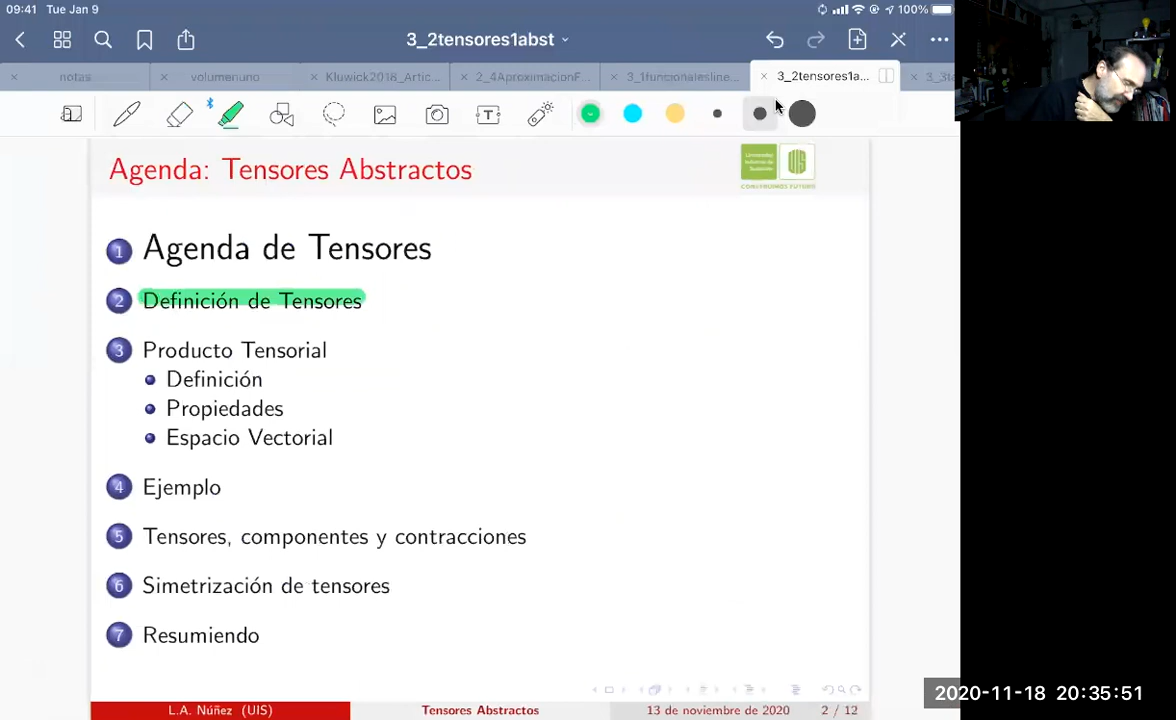 09:41 Tue Jan 9
100%
3_2tensores1abst
notas
volumenuno
Kluwick2018_Artic...
2_4AproximacionF...
3_1funcionalesline...
3_2tensores1a...
Agenda: Tensores Abstractos
UIS
CONSTRUIMOS FUTURO
1 Agenda de Tensores
2 Definición de Tensores
3 Producto Tensorial
Definición
Propiedades
Espacio Vectorial
4 Ejemplo
5 Tensores, componentes y contracciones
6 Simetrización de tensores
7 Resumiendo
L.A. Núñez (UIS) Tensores Abstractos 13 de noviembre de 2020 2 / 12
2020-11-18 20:35:51